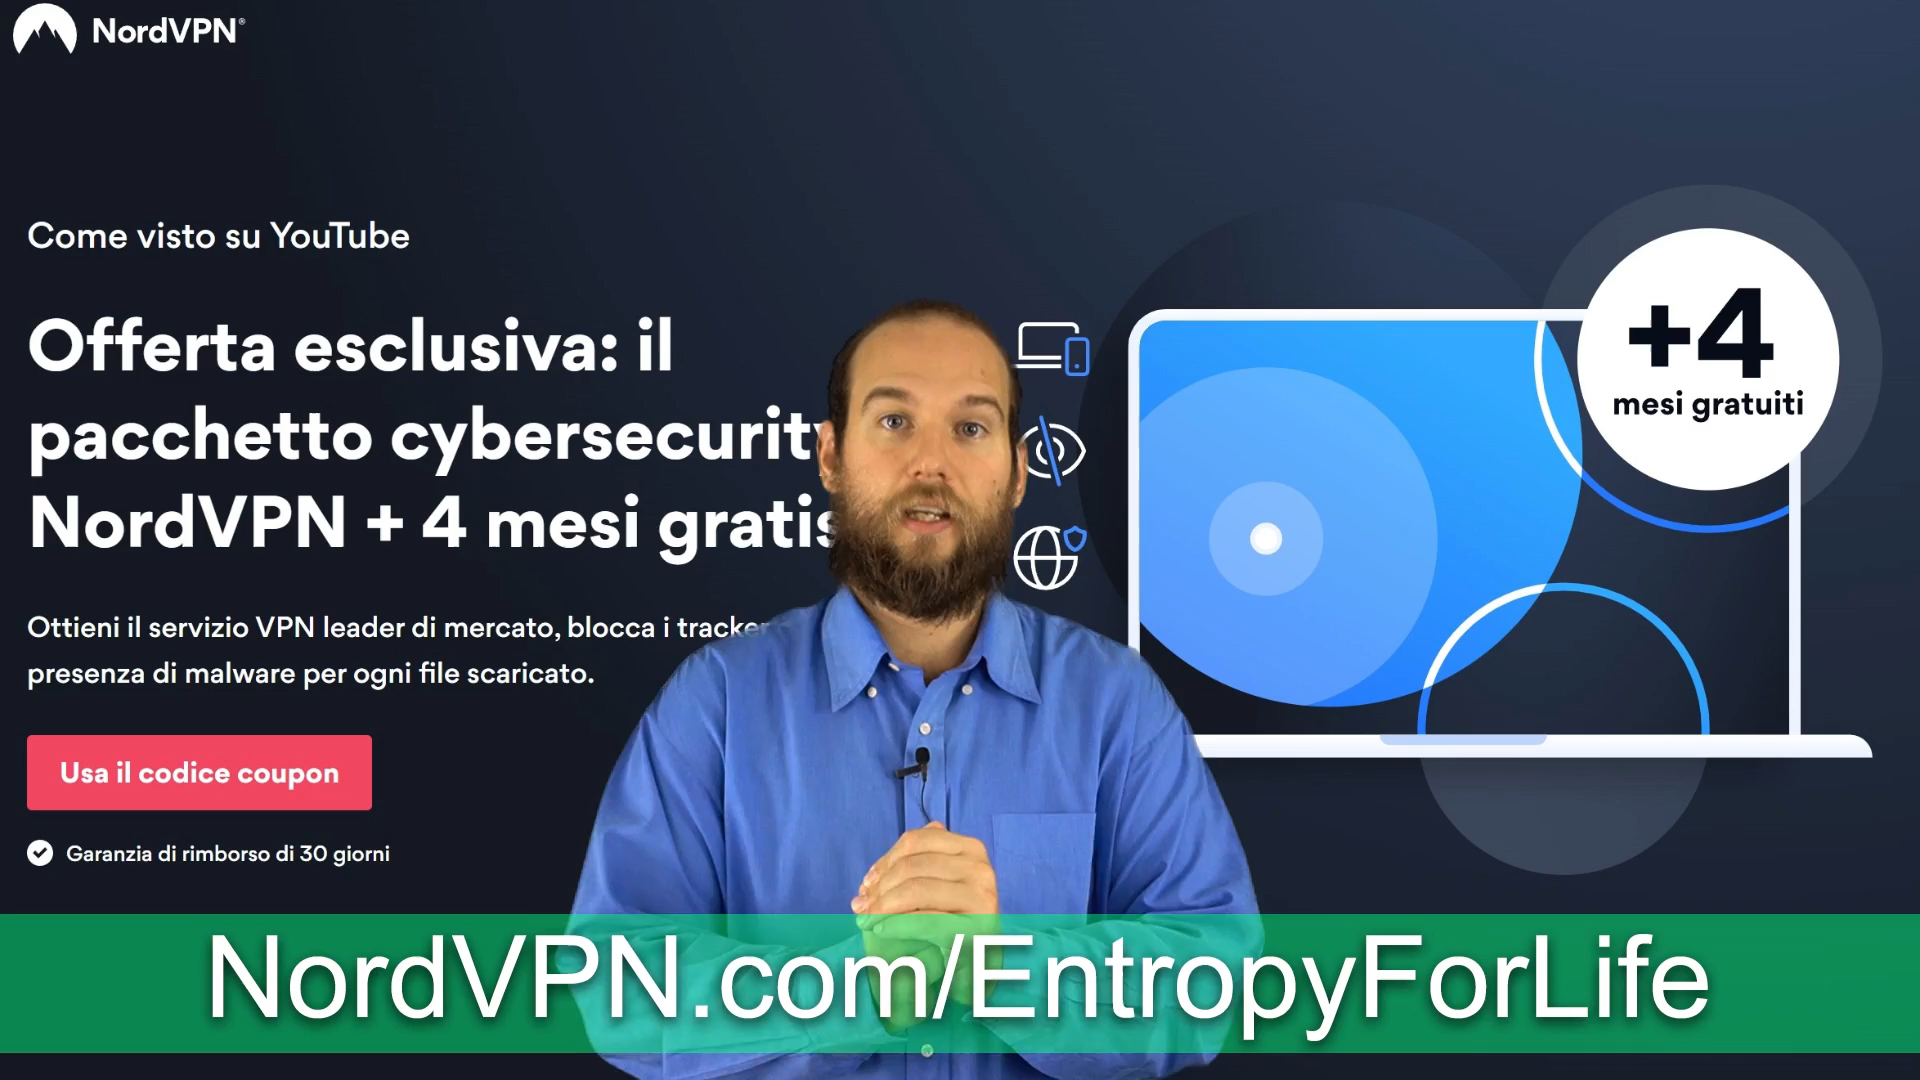 NordVPN®
Come visto su YouTube
Offerta esclusiva: il
pacchetto cybersecurity
NordVPN + 4 mesi gratis
Ottieni il servizio VPN leader di mercato, blocca i tracker
presenza di malware per ogni file scaricato.
Usa il codice coupon
Garanzia di rimborso di 30 giorni
+4
mesi gratuiti
NordVPN.com/EntropyForLife